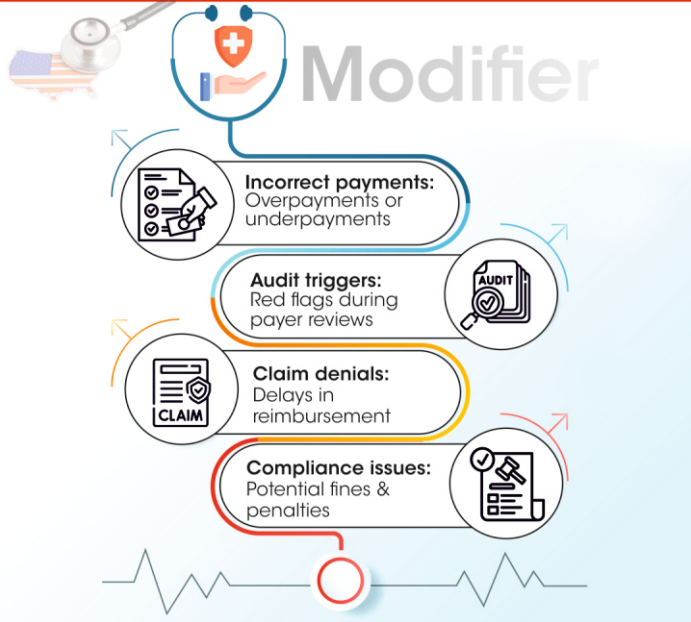 Modifier
Incorrect payments:
Overpayments or
underpayments
Audit triggers:
Red flags during
payer reviews
AUDIT
Claim denials:
Delays in
reimbursement
CLAIM
Compliance issues:
Potential fines &
penalties